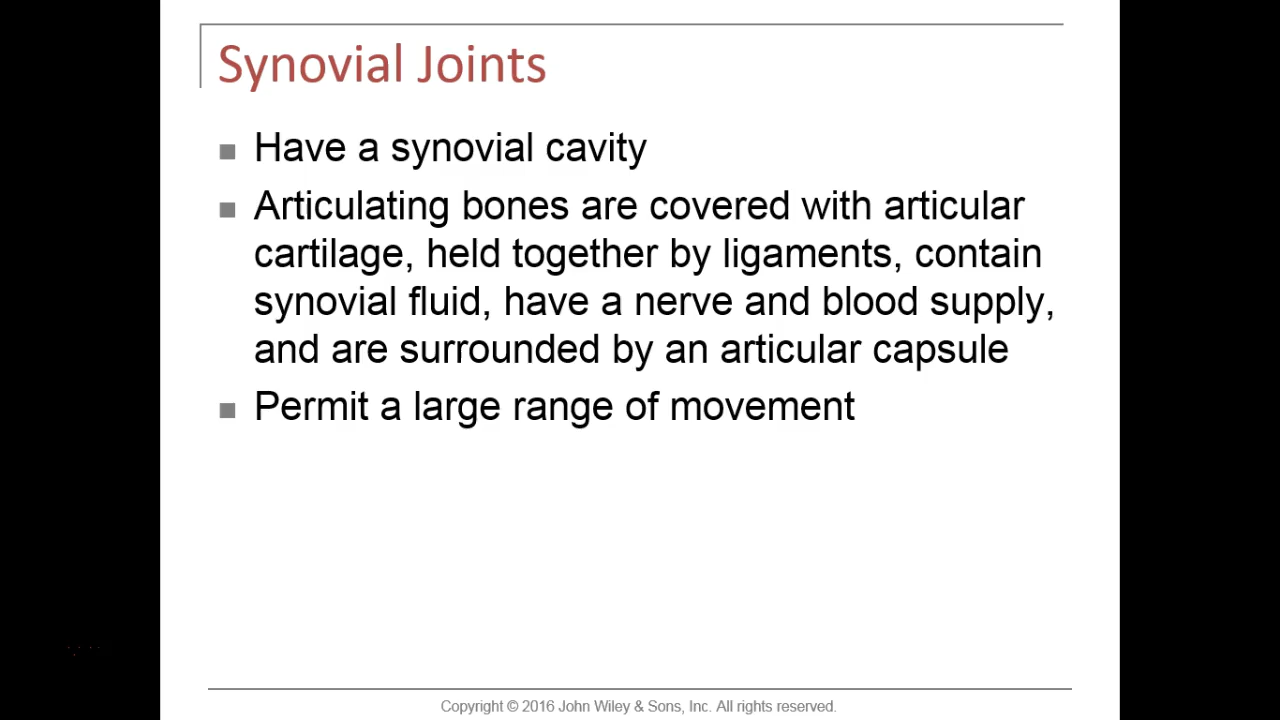 Synovial Joints
■ Have a synovial cavity
■ Articulating bones are covered with articular
cartilage, held together by ligaments, contain
synovial fluid, have a nerve and blood supply,
and are surrounded by an articular capsule
■ Permit a large range of movement
Copyright © 2016 John Wiley & Sons, Inc. All rights reserved.